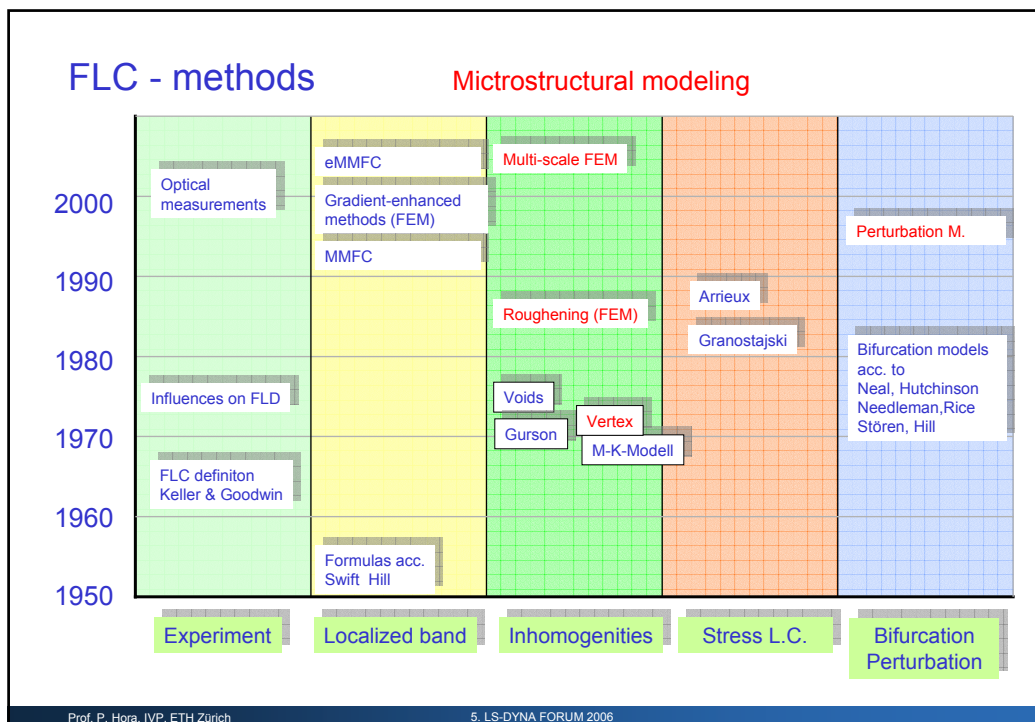 FLC - methods
Mictrostructural modeling
2000
1990
1980
1970
1960
1950
Optical
measurements
Influences on FLD
FLC definiton
Keller & Goodwin
eMMFC
Gradient-enhanced
methods (FEM)
MMFC
Formulas acc.
Swift Hill
Multi-scale FEM
Roughening (FEM)
Voids
Gurson
Vertex
M-K-Modell
Arrieux
Granostajski
Perturbation M.
Bifurcation models
acc. to
Neal, Hutchinson
Needleman,Rice
Stören, Hill
Experiment
Localized band
Inhomogenities
Stress L.C.
Bifurcation
Perturbation
Prof. P. Hora, IVP, ETH Zürich
5. LS-DYNA FORUM 2006